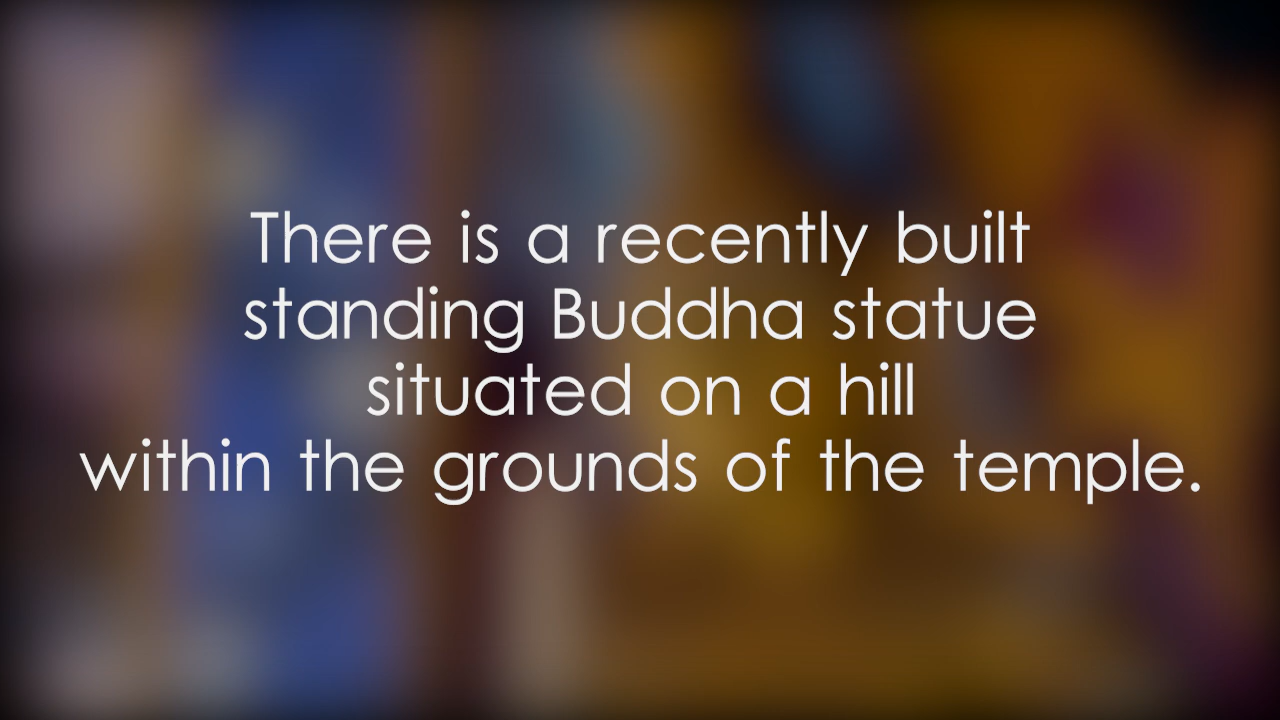 There is a recently built
standing Buddha statue
situated on a hill
within the grounds of the temple.